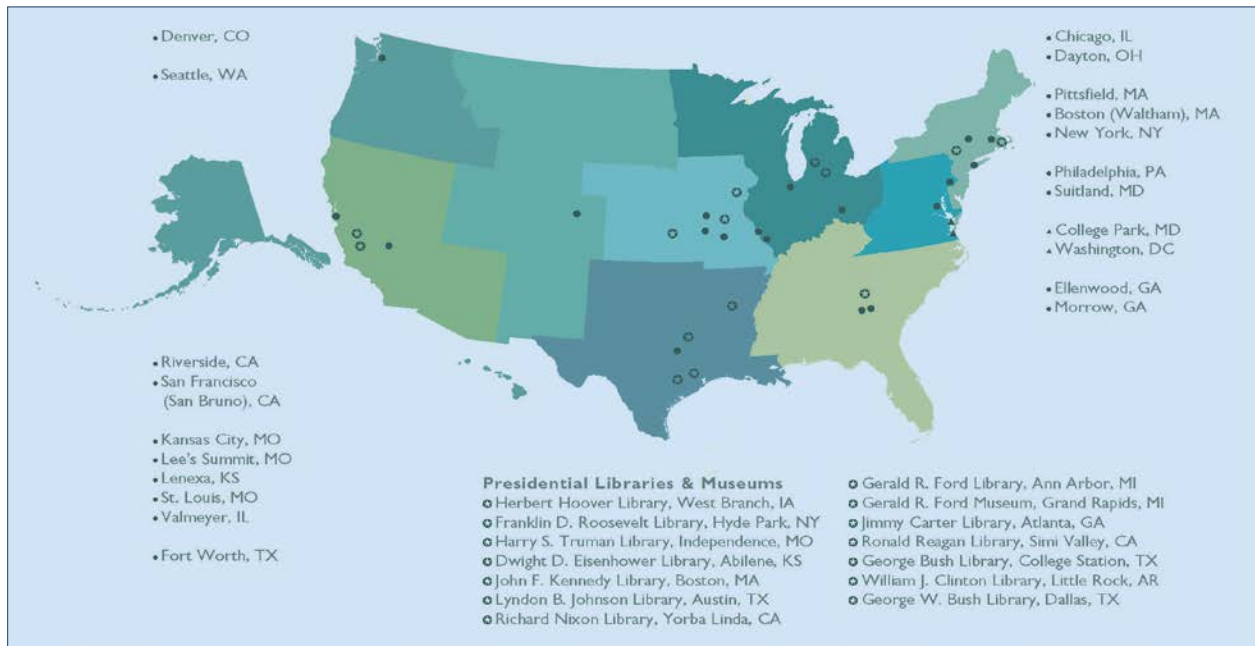 • Denver, CO
• Seattle, WA
• Riverside, CA
• San Francisco
(San Bruno), CA
• Kansas City, MO
• Lee's Summit, MO
• Lenexa, KS
• St. Louis, MO
• Valmeyer, IL
• Fort Worth, TX
• Chicago, IL
• Dayton, OH
• Pittsfield, MA
• Boston (Waltham), MA
• New York, NY
• Philadelphia, PA
• Suitland, MD
▲ College Park, MD
▲ Washington, DC
• Ellenwood, GA
• Morrow, GA
Presidential Libraries & Museums
✪ Herbert Hoover Library, West Branch, IA
✪ Franklin D. Roosevelt Library, Hyde Park, NY
✪ Harry S. Truman Library, Independence, MO
✪ Dwight D. Eisenhower Library, Abilene, KS
✪ John F. Kennedy Library, Boston, MA
✪ Lyndon B. Johnson Library, Austin, TX
✪ Richard Nixon Library, Yorba Linda, CA
✪ Gerald R. Ford Library, Ann Arbor, MI
✪ Gerald R. Ford Museum, Grand Rapids, MI
✪ Jimmy Carter Library, Atlanta, GA
✪ Ronald Reagan Library, Simi Valley, CA
✪ George Bush Library, College Station, TX
✪ William J. Clinton Library, Little Rock, AR
✪ George W. Bush Library, Dallas, TX